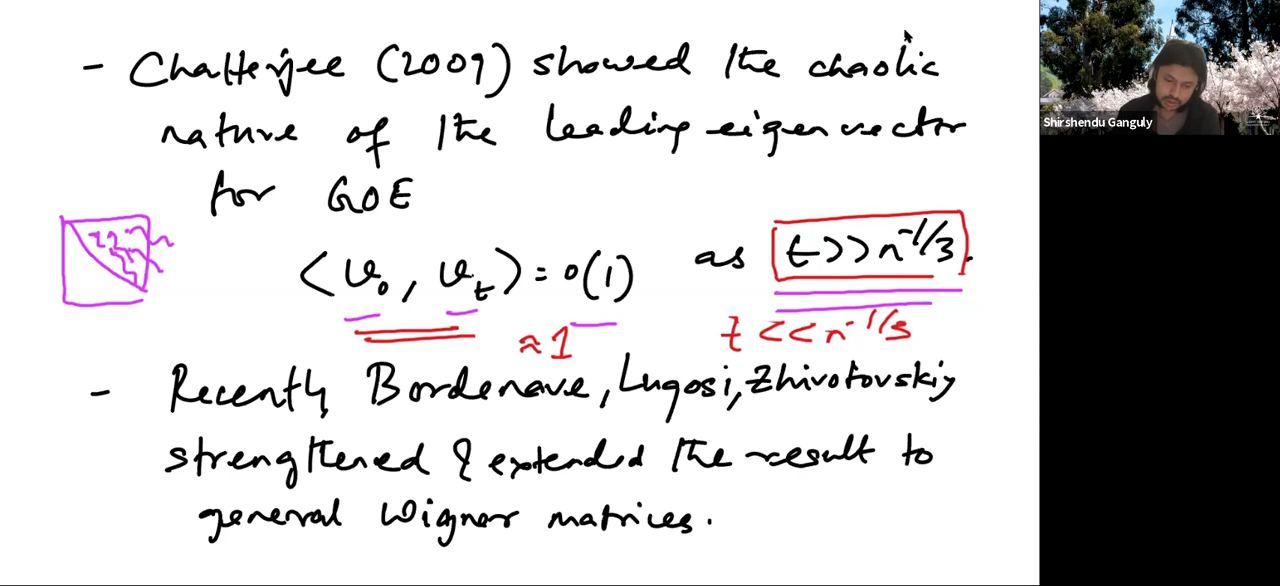 - Chatterjee (2009) showed the chaotic
nature of the leading eigenvector
for GOE
<v₀, v_t> = o(1) as t>>n^{-1/3}.
≈1 t<<n^{-1/3}
- Recently Bordenave, Lugosi, Zhivotovskiy
strengthened & extended the result to
general Wigner matrices.
Shirshendu Ganguly